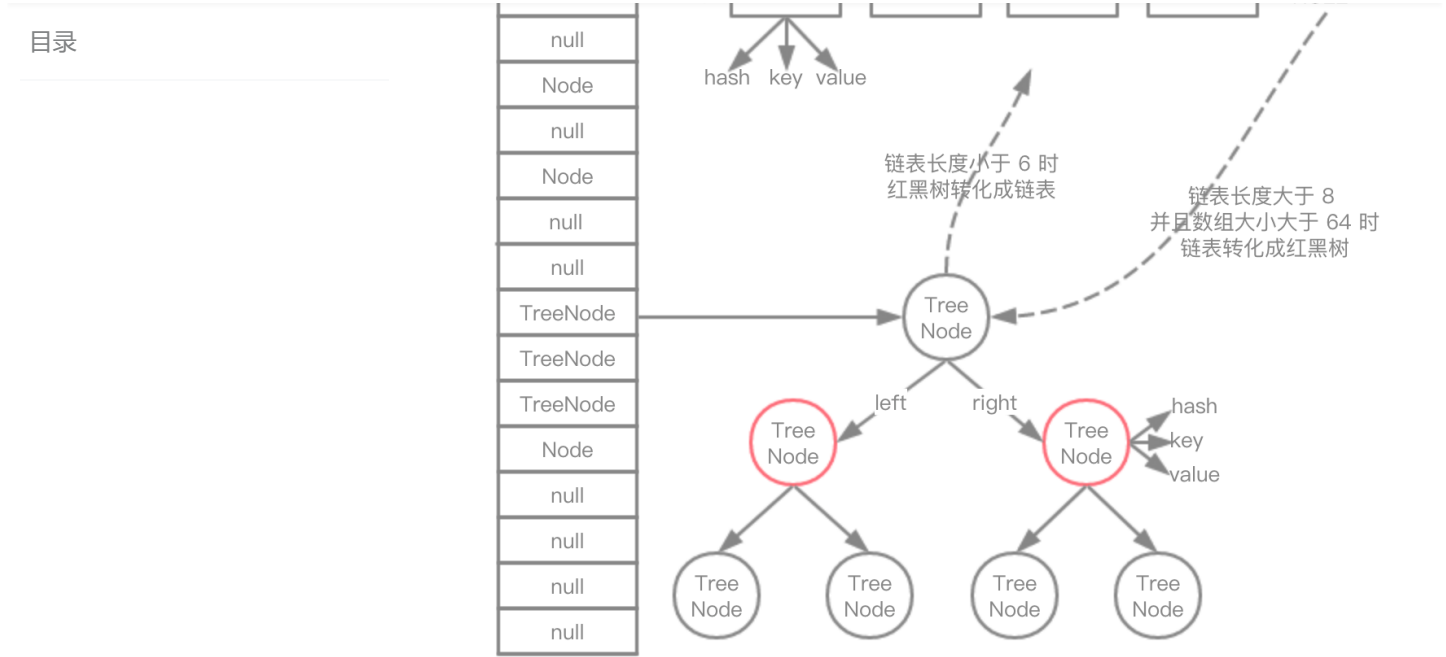 目录
null
Node
null
Node
null
null
TreeNode
TreeNode
TreeNode
Node
null
null
null
null
hash key value
链表长度小于 6 时
红黑树转化成链表
链表长度大于 8
并且数组大小大于 64 时
链表转化成红黑树
Tree
Node
left right
Tree
Node
Tree
Node
hash
key
value
Tree
Node
Tree
Node
Tree
Node
Tree
Node